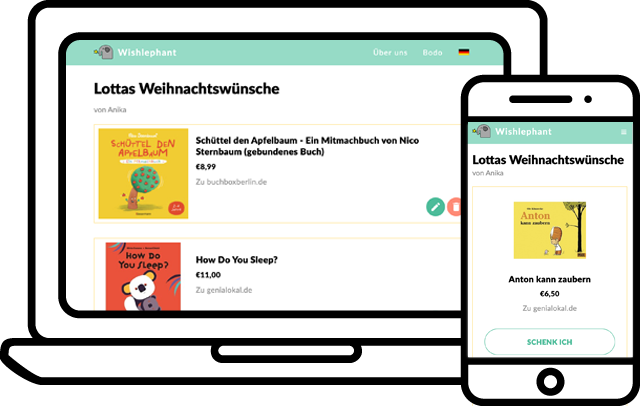 Wishlephant
Über uns
Bodo
Lottas Weihnachtswünsche
von Anika
SCHÜTTEL DEN
APFELBAUM
Schüttel den Apfelbaum - Ein Mitmachbuch von Nico
Sternbaum (gebundenes Buch)
€8,99
Zu buchboxberlin.de
HOW DO
YOU SLEEP?
How Do You Sleep?
€11,00
Zu genialokal.de
Wishlephant
Lottas Weihnachtswünsche
von Anika
Anton
kann zaubern
Anton kann zaubern
€6,50
Zu genialokal.de
SCHENK ICH